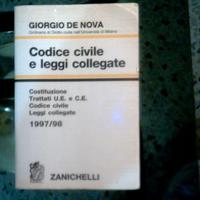 GIORGIO DE NOVA
Ordinario di Diritto civile nell'Università di Milano
Codice civile
e leggi collegate
Costituzione
Trattati U.E. e C.E.
Codice civile
Leggi collegate
1997/98
ZANICHELLI